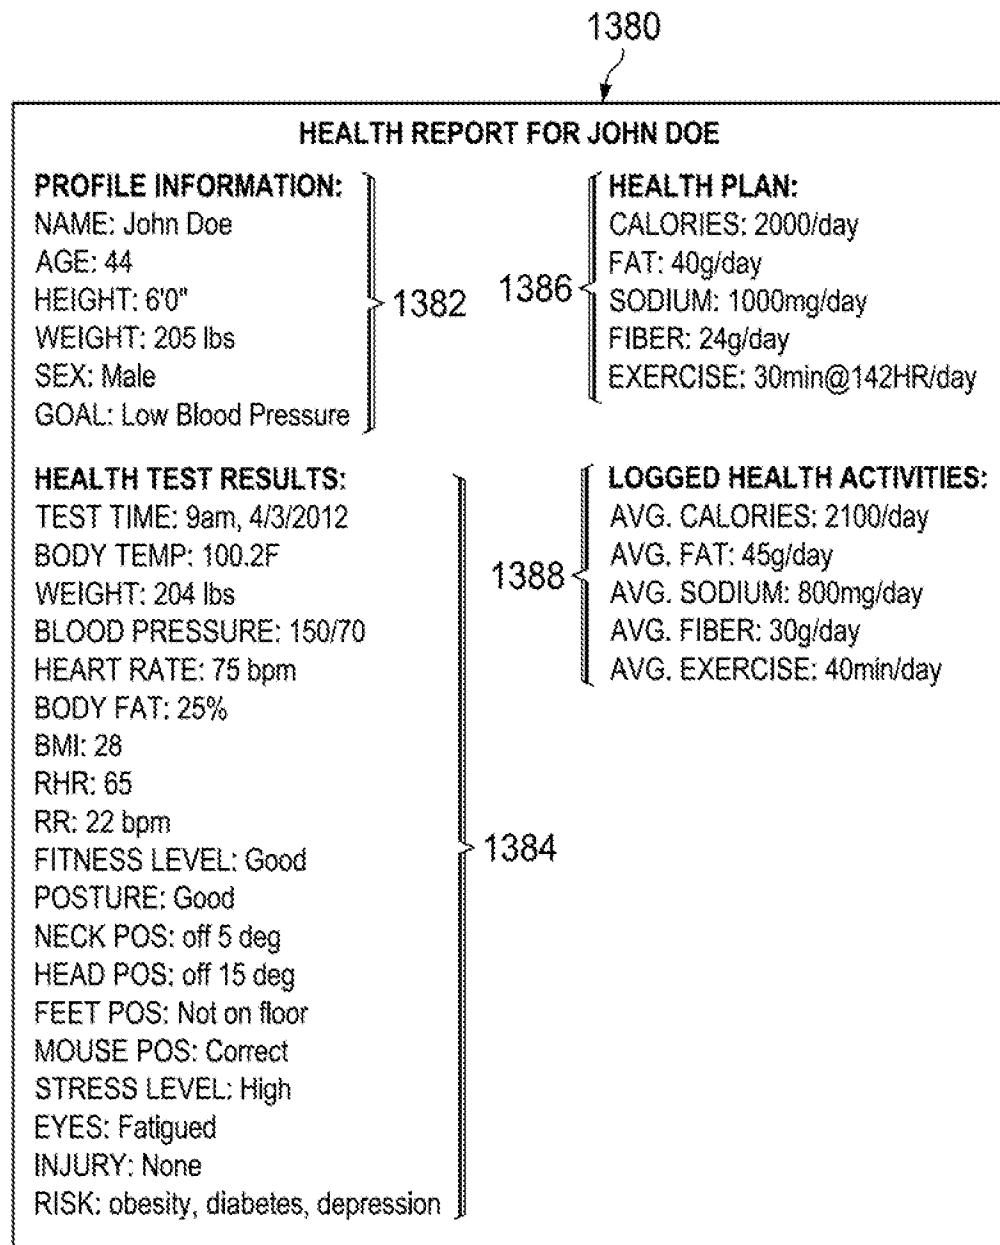 1380
HEALTH REPORT FOR JOHN DOE
PROFILE INFORMATION:
NAME: John Doe
AGE: 44
HEIGHT: 6'0"
WEIGHT: 205 lbs
SEX: Male
GOAL: Low Blood Pressure
1382
1386
HEALTH PLAN:
CALORIES: 2000/day
FAT: 40g/day
SODIUM: 1000mg/day
FIBER: 24g/day
EXERCISE: 30min@142HR/day
HEALTH TEST RESULTS:
TEST TIME: 9am, 4/3/2012
BODY TEMP: 100.2F
WEIGHT: 204 lbs
BLOOD PRESSURE: 150/70
HEART RATE: 75 bpm
BODY FAT: 25%
BMI: 28
RHR: 65
RR: 22 bpm
FITNESS LEVEL: Good
POSTURE: Good
NECK POS: off 5 deg
HEAD POS: off 15 deg
FEET POS: Not on floor
MOUSE POS: Correct
STRESS LEVEL: High
EYES: Fatigued
INJURY: None
RISK: obesity, diabetes, depression
1384
1388
LOGGED HEALTH ACTIVITIES:
AVG. CALORIES: 2100/day
AVG. FAT: 45g/day
AVG. SODIUM: 800mg/day
AVG. FIBER: 30g/day
AVG. EXERCISE: 40min/day